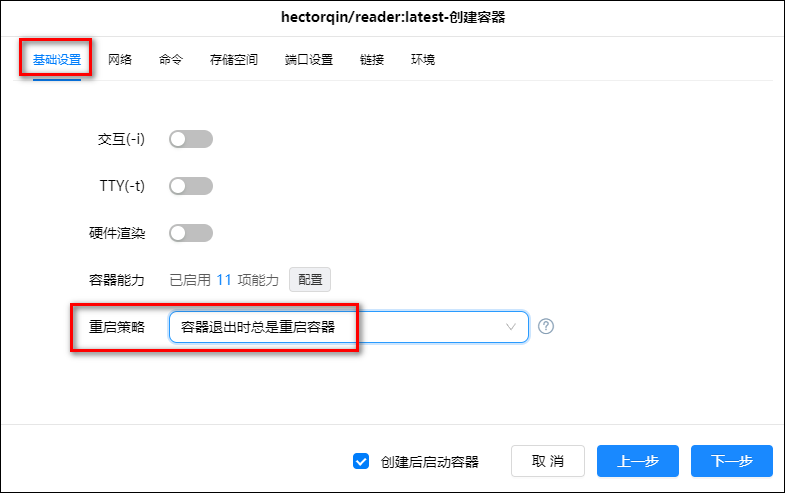 hectorqin/reader:latest-创建容器
基础设置 网络 命令 存储空间 端口设置 链接 环境
交互(-i)
TTY(-t)
硬件渲染
容器能力 已启用 11 项能力 配置
重启策略 容器退出时总是重启容器 ?
创建后启动容器 取 消 上一步 下一步